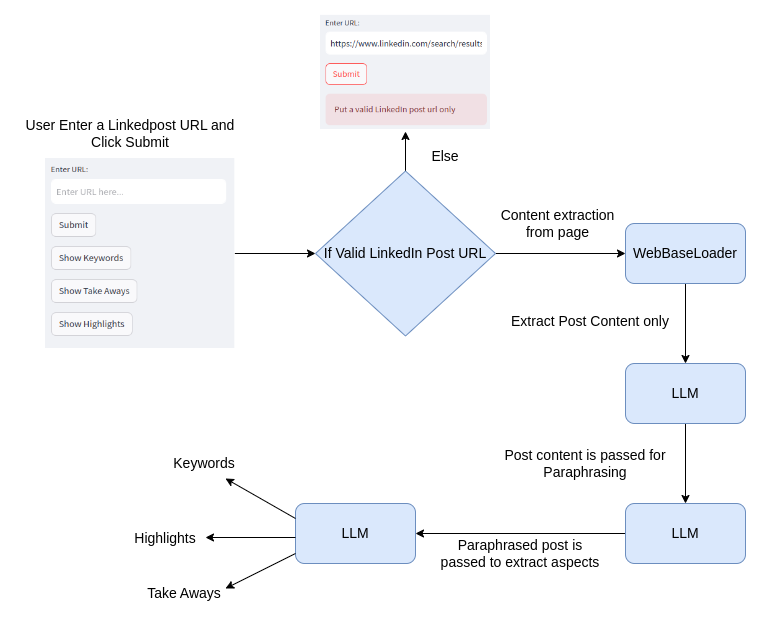 Enter URL:
https://www.linkedin.com/search/results
Submit
Put a valid LinkedIn post url only
User Enter a Linkedpost URL and
Click Submit
Enter URL:
Enter URL here...
Submit
Show Keywords
Show Take Aways
Show Highlights
Else
If Valid LinkedIn Post URL
Content extraction
from page
WebBaseLoader
Extract Post Content only
LLM
Post content is passed for
Paraphrasing
LLM
Paraphrased post is
passed to extract aspects
LLM
Keywords
Highlights
Take Aways